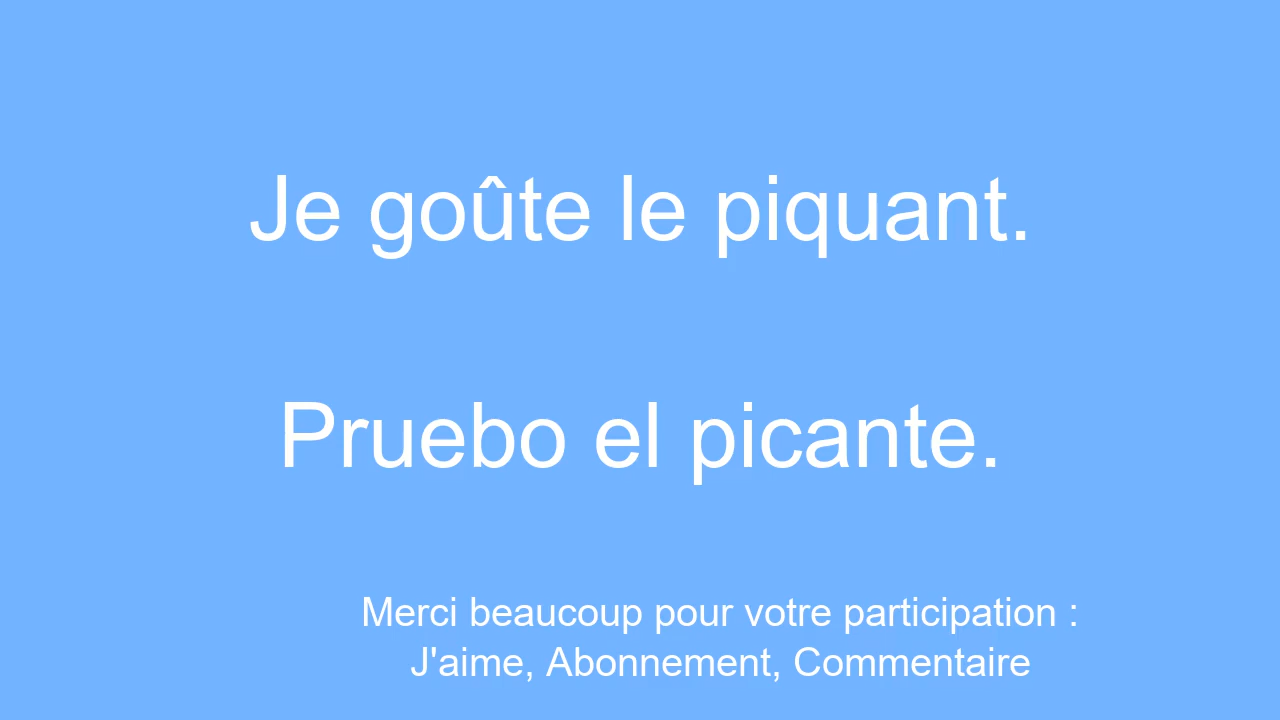 Je goûte le piquant.
Pruebo el picante.
Merci beaucoup pour votre participation :
J'aime, Abonnement, Commentaire